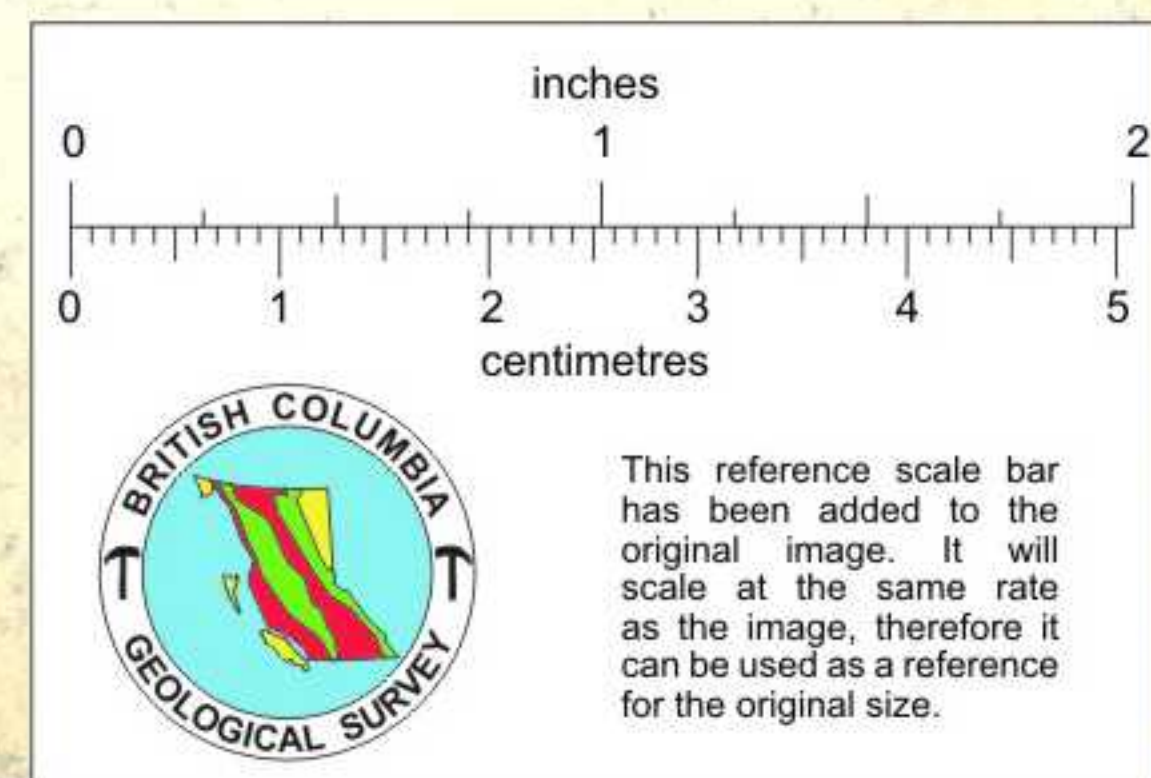 inches
0 1 2
0 1 2 3 4 5
centimetres
BRITISH COLUMBIA
GEOLOGICAL SURVEY
This reference scale bar
has been added to the
original image. It will
scale at the same rate
as the image, therefore it
can be used as a reference
for the original size.